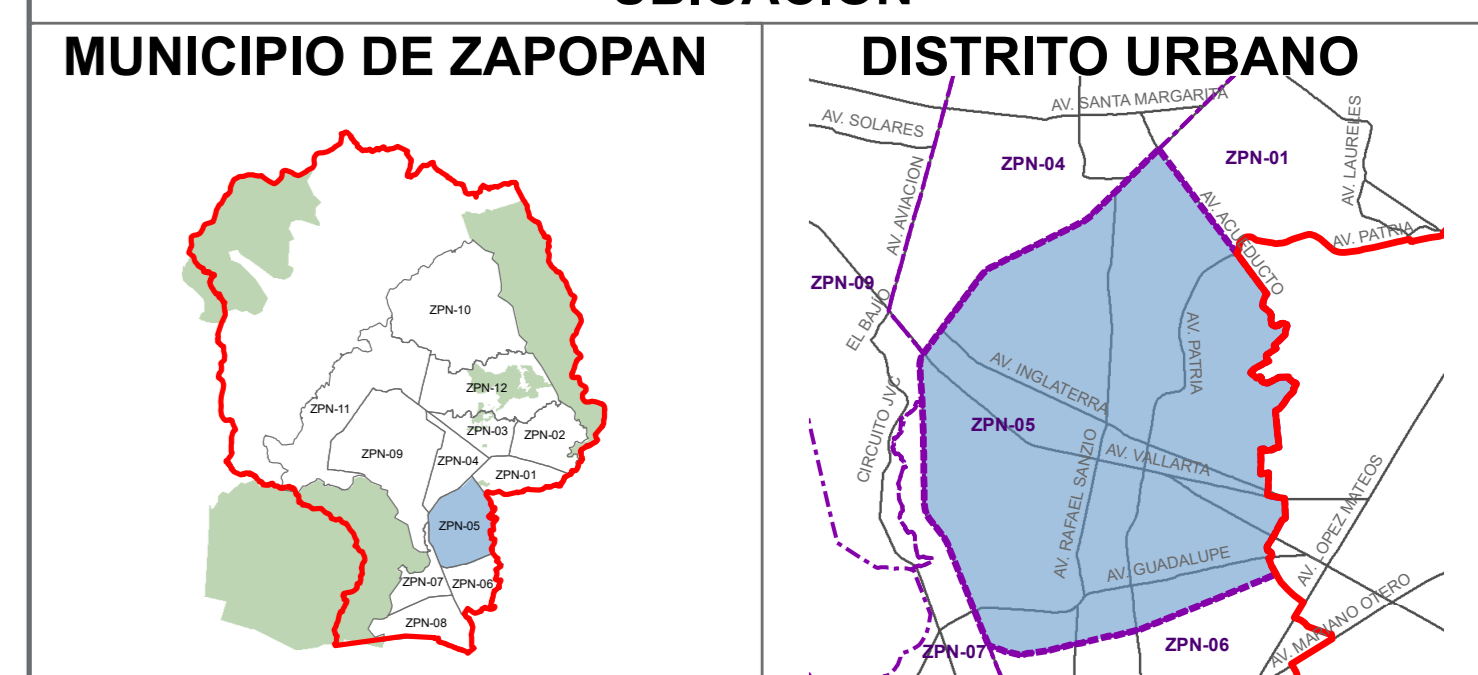 UBICACIÓN
MUNICIPIO DE ZAPOPAN
ZPN-10
ZPN-12
ZPN-11
ZPN-03
ZPN-02
ZPN-09
ZPN-04
ZPN-01
ZPN-05
ZPN-07
ZPN-06
ZPN-08
DISTRITO URBANO
AV. SANTA MARGARITA
AV. SOLARES
AV. LAURELES
ZPN-04
ZPN-01
AV. AVIACION
AV. ACUEDUCTO
AV. PATRIA
ZPN-09
EL BAJÍO
AV. PATRIA
AV. INGLATERRA
CIRCUITO JVC
ZPN-05
AV. VALLARTA
AV. RAFAEL SANZIO
AV. LOPEZ MATEOS
AV. GUADALUPE
AV. MARIANO OTERO
ZPN-07
ZPN-06